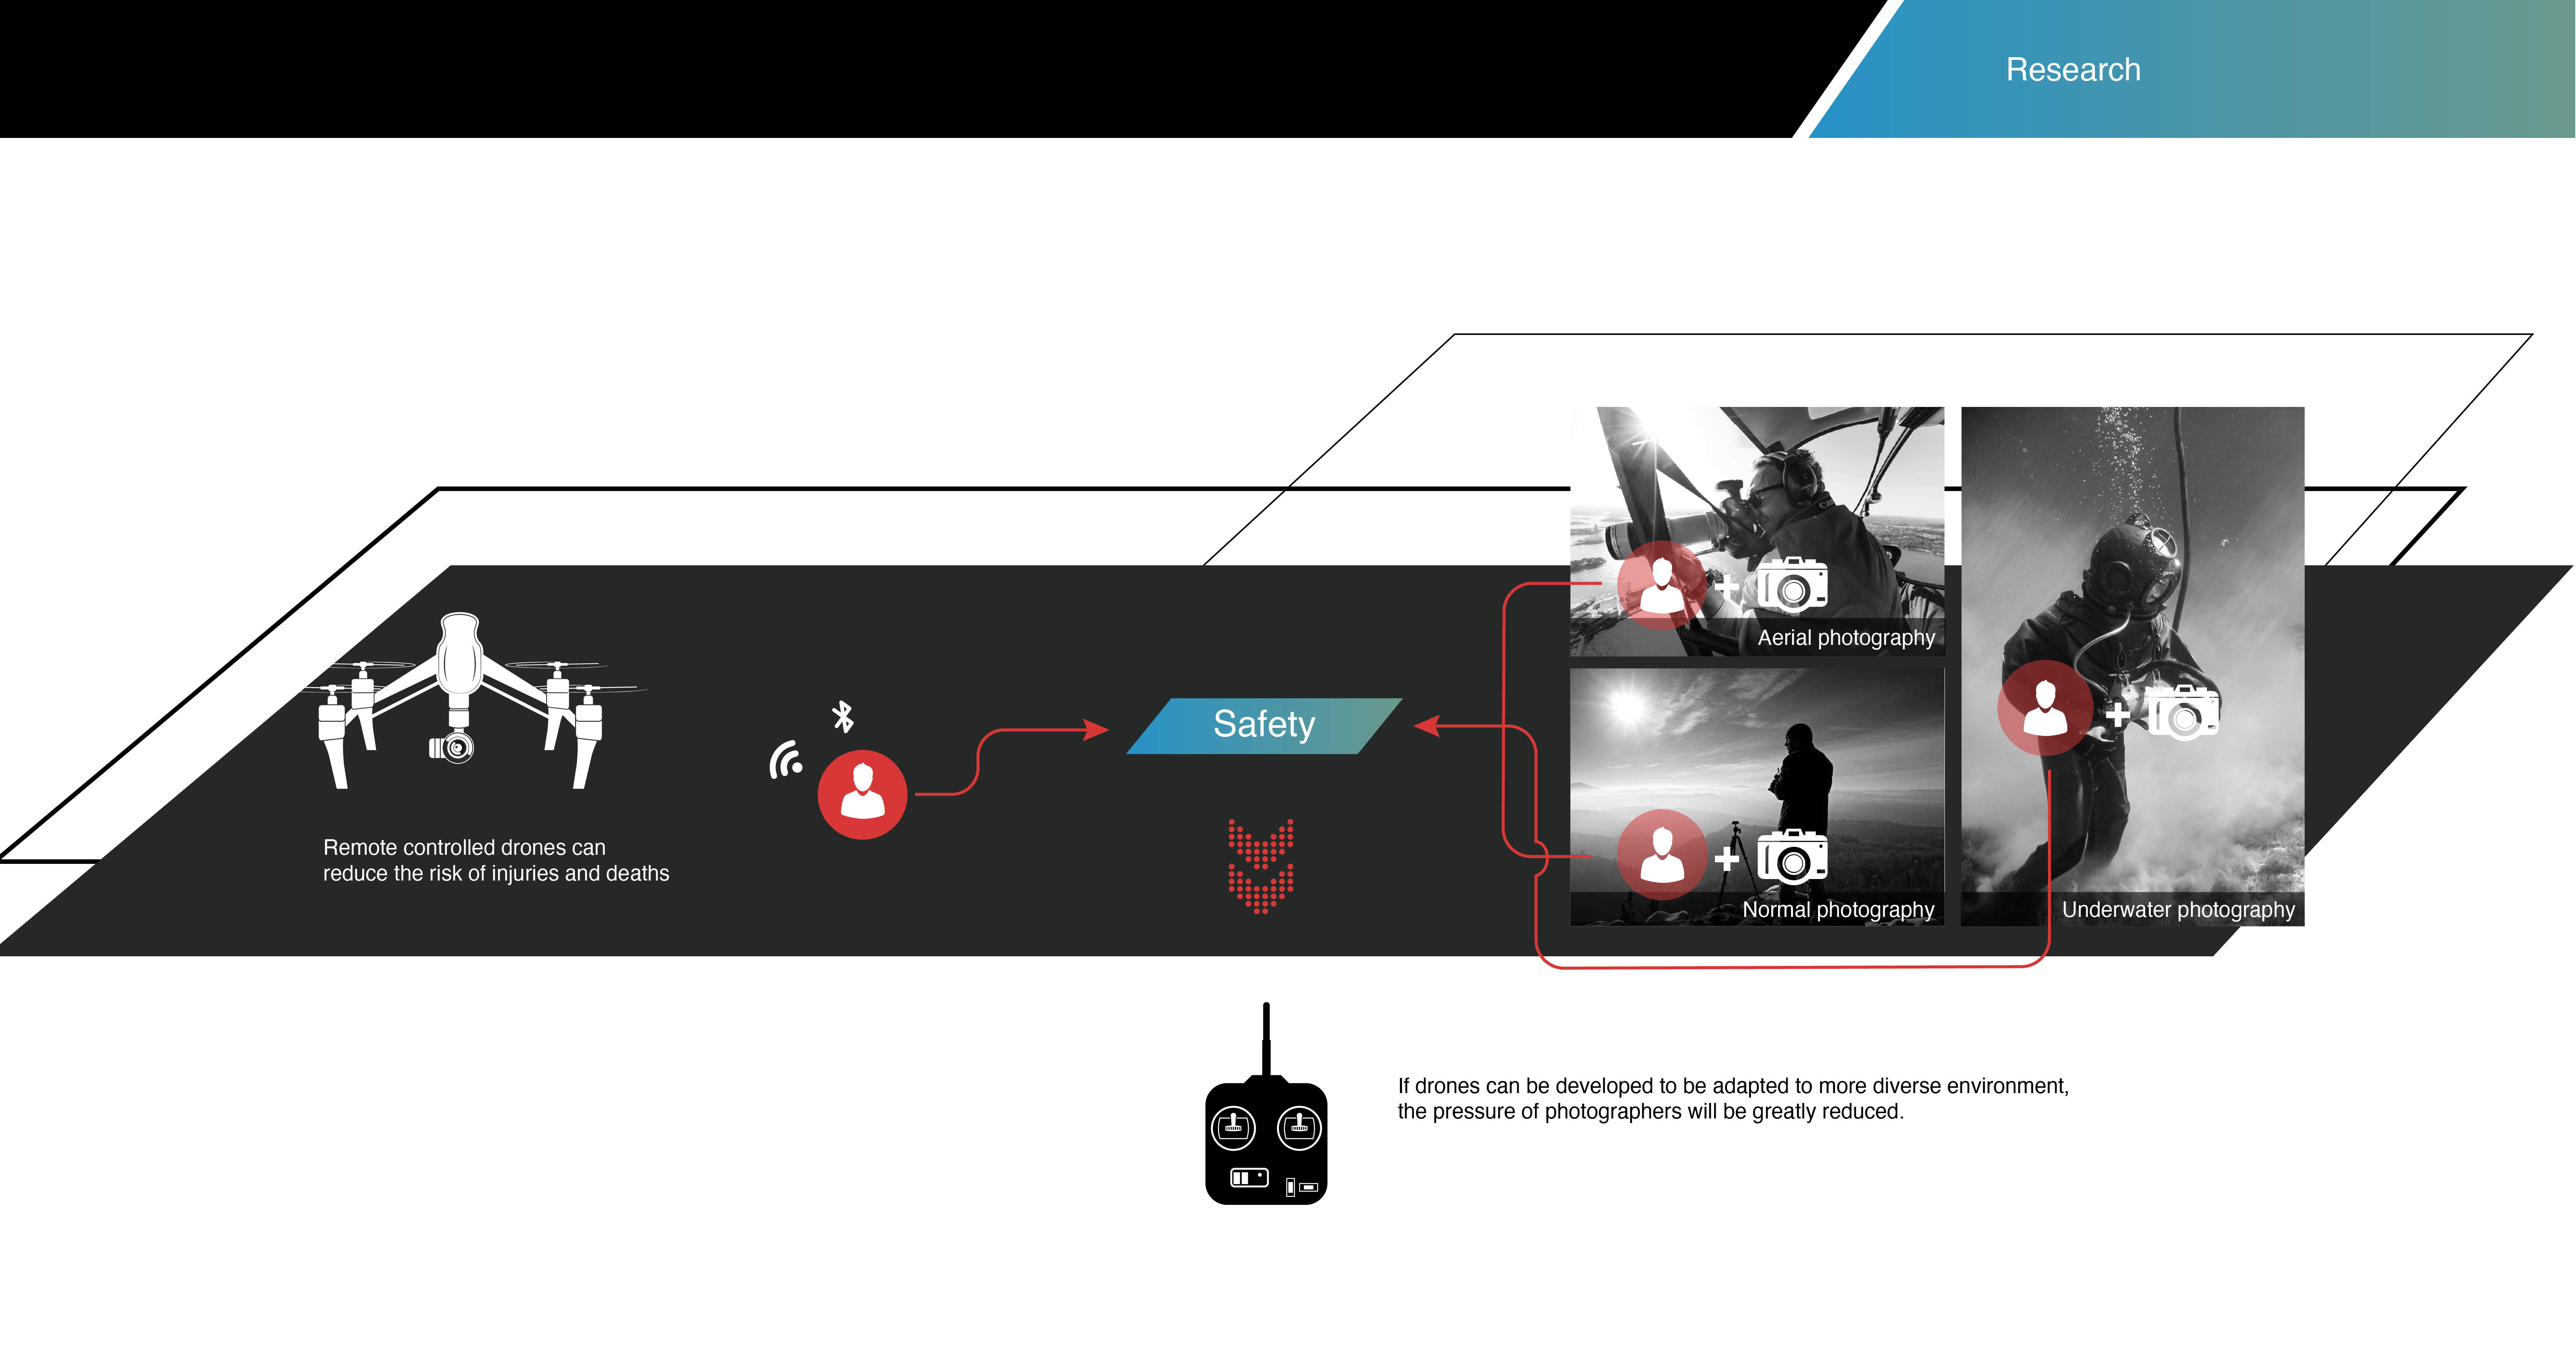 Research
Aerial photography
Safety
Remote controlled drones can
reduce the risk of injuries and deaths
Normal photography
Underwater photography
If drones can be developed to be adapted to more diverse environment,
the pressure of photographers will be greatly reduced.